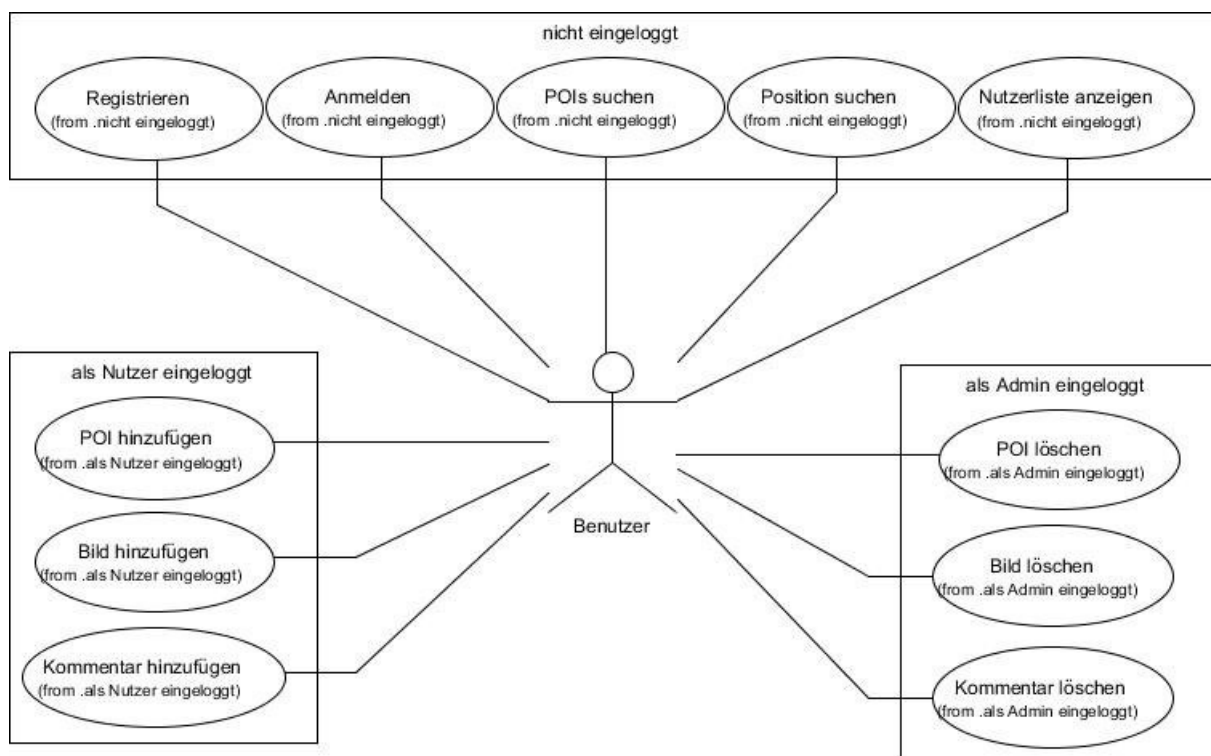 nicht eingeloggt
Registrieren
(from .nicht eingeloggt)
Anmelden
(from .nicht eingeloggt)
POIs suchen
(from .nicht eingeloggt)
Position suchen
(from .nicht eingeloggt)
Nutzerliste anzeigen
(from .nicht eingeloggt)
als Nutzer eingeloggt
POI hinzufügen
(from .als Nutzer eingeloggt)
Bild hinzufügen
(from .als Nutzer eingeloggt)
Kommentar hinzufügen
(from .als Nutzer eingeloggt)
Benutzer
als Admin eingeloggt
POI löschen
(from .als Admin eingeloggt)
Bild löschen
(from .als Admin eingeloggt)
Kommentar löschen
(from .als Admin eingeloggt)